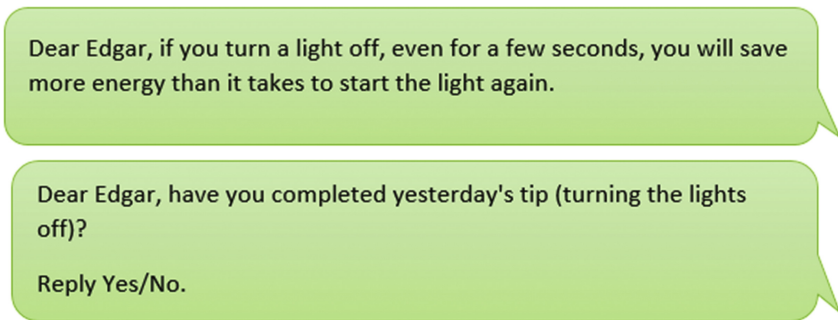 Dear Edgar, if you turn a light off, even for a few seconds, you will save
more energy than it takes to start the light again.
Dear Edgar, have you completed yesterday's tip (turning the lights
off)?
Reply Yes/No.